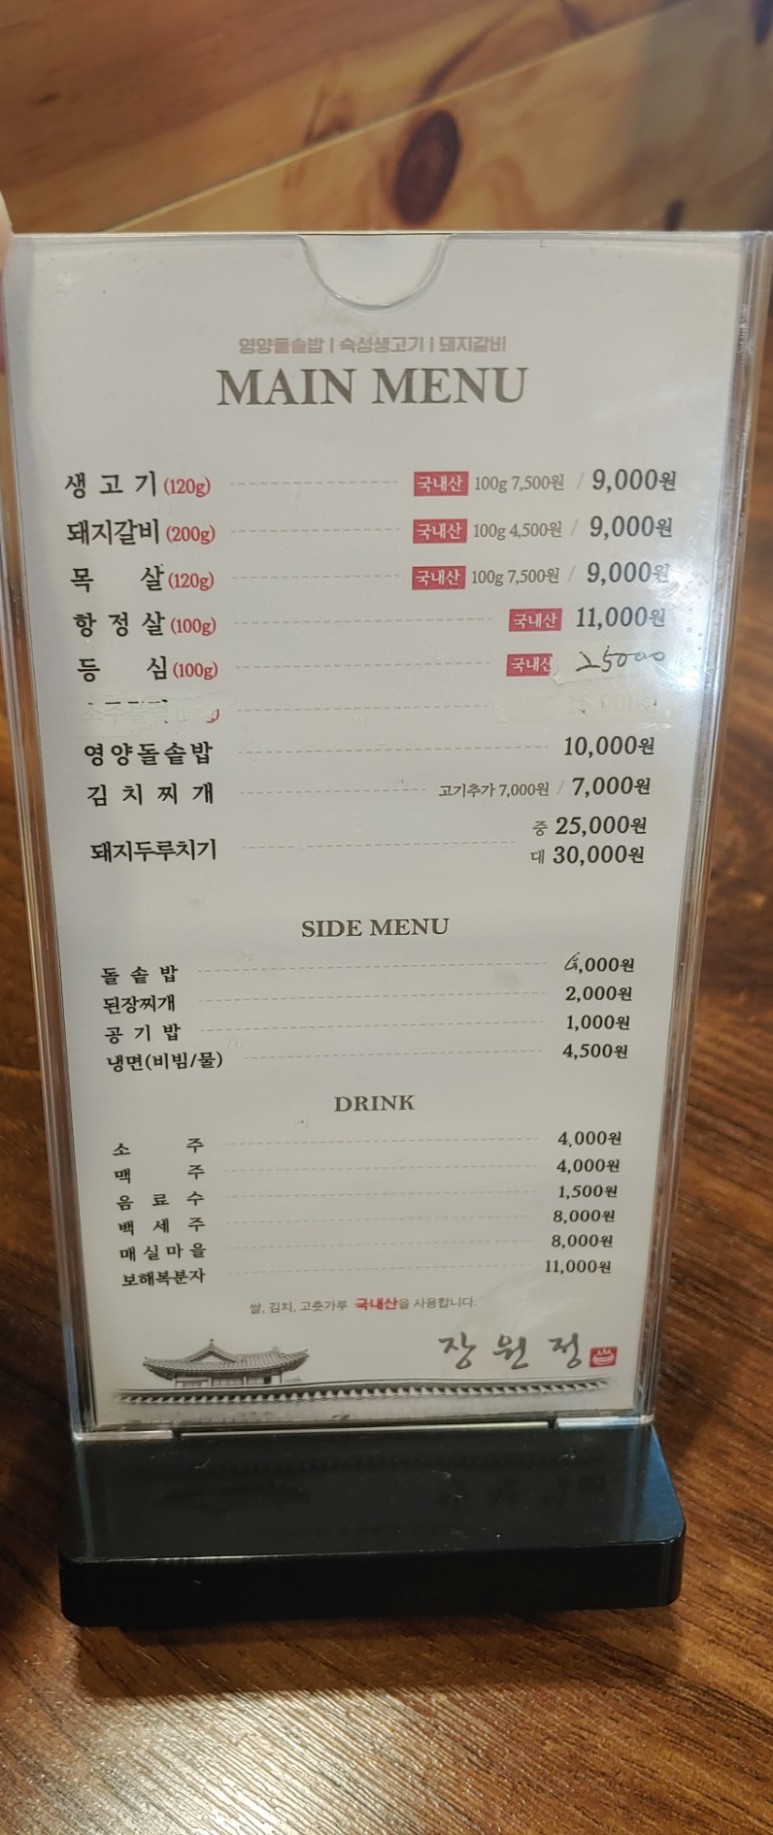 영양돌솥밥 | 숙성생고기 | 돼지갈비
MAIN MENU
생 고 기 (120g) 국내산 100g 7,500원 / 9,000원
돼지갈비 (200g) 국내산 100g 4,500원 / 9,000원
목 살 (120g) 국내산 100g 7,500원 / 9,000원
항 정 살 (100g) 국내산 11,000원
등 심 (100g) 국내산 25000
영양돌솥밥 10,000원
김 치 찌 개 고기추가 7,000원 / 7,000원
돼지두루치기 중 25,000원
대 30,000원
SIDE MENU
돌 솥 밥 4,000원
된장찌개 2,000원
공 기 밥 1,000원
냉면(비빔/물) 4,500원
DRINK
소 주 4,000원
맥 주 4,000원
음 료 수 1,500원
백 세 주 8,000원
매실마을 8,000원
보해복분자 11,000원
쌀, 김치, 고춧가루 국내산을 사용합니다.
장원정